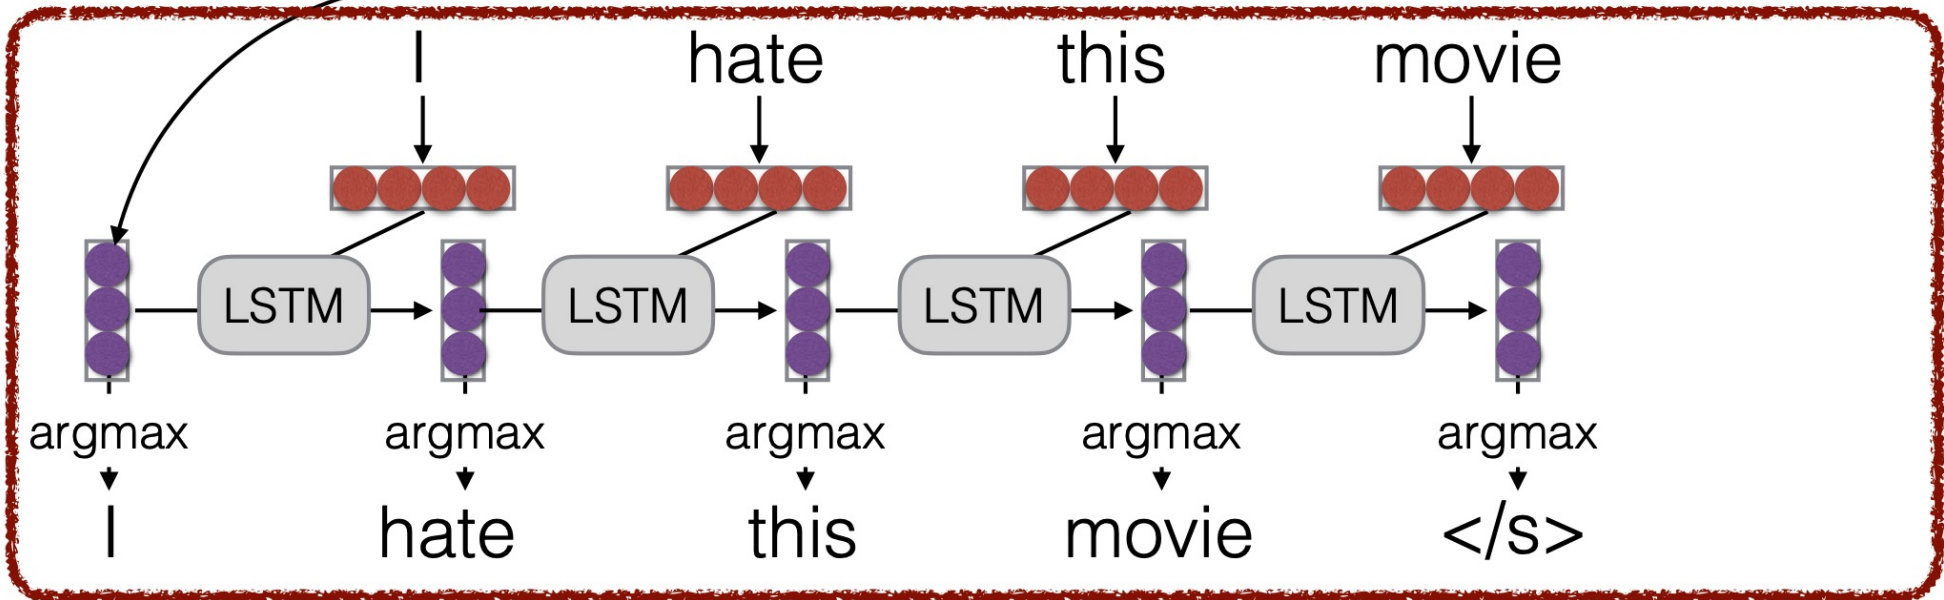 I hate this movie
LSTM LSTM LSTM LSTM
argmax argmax argmax argmax argmax
I hate this movie </s>